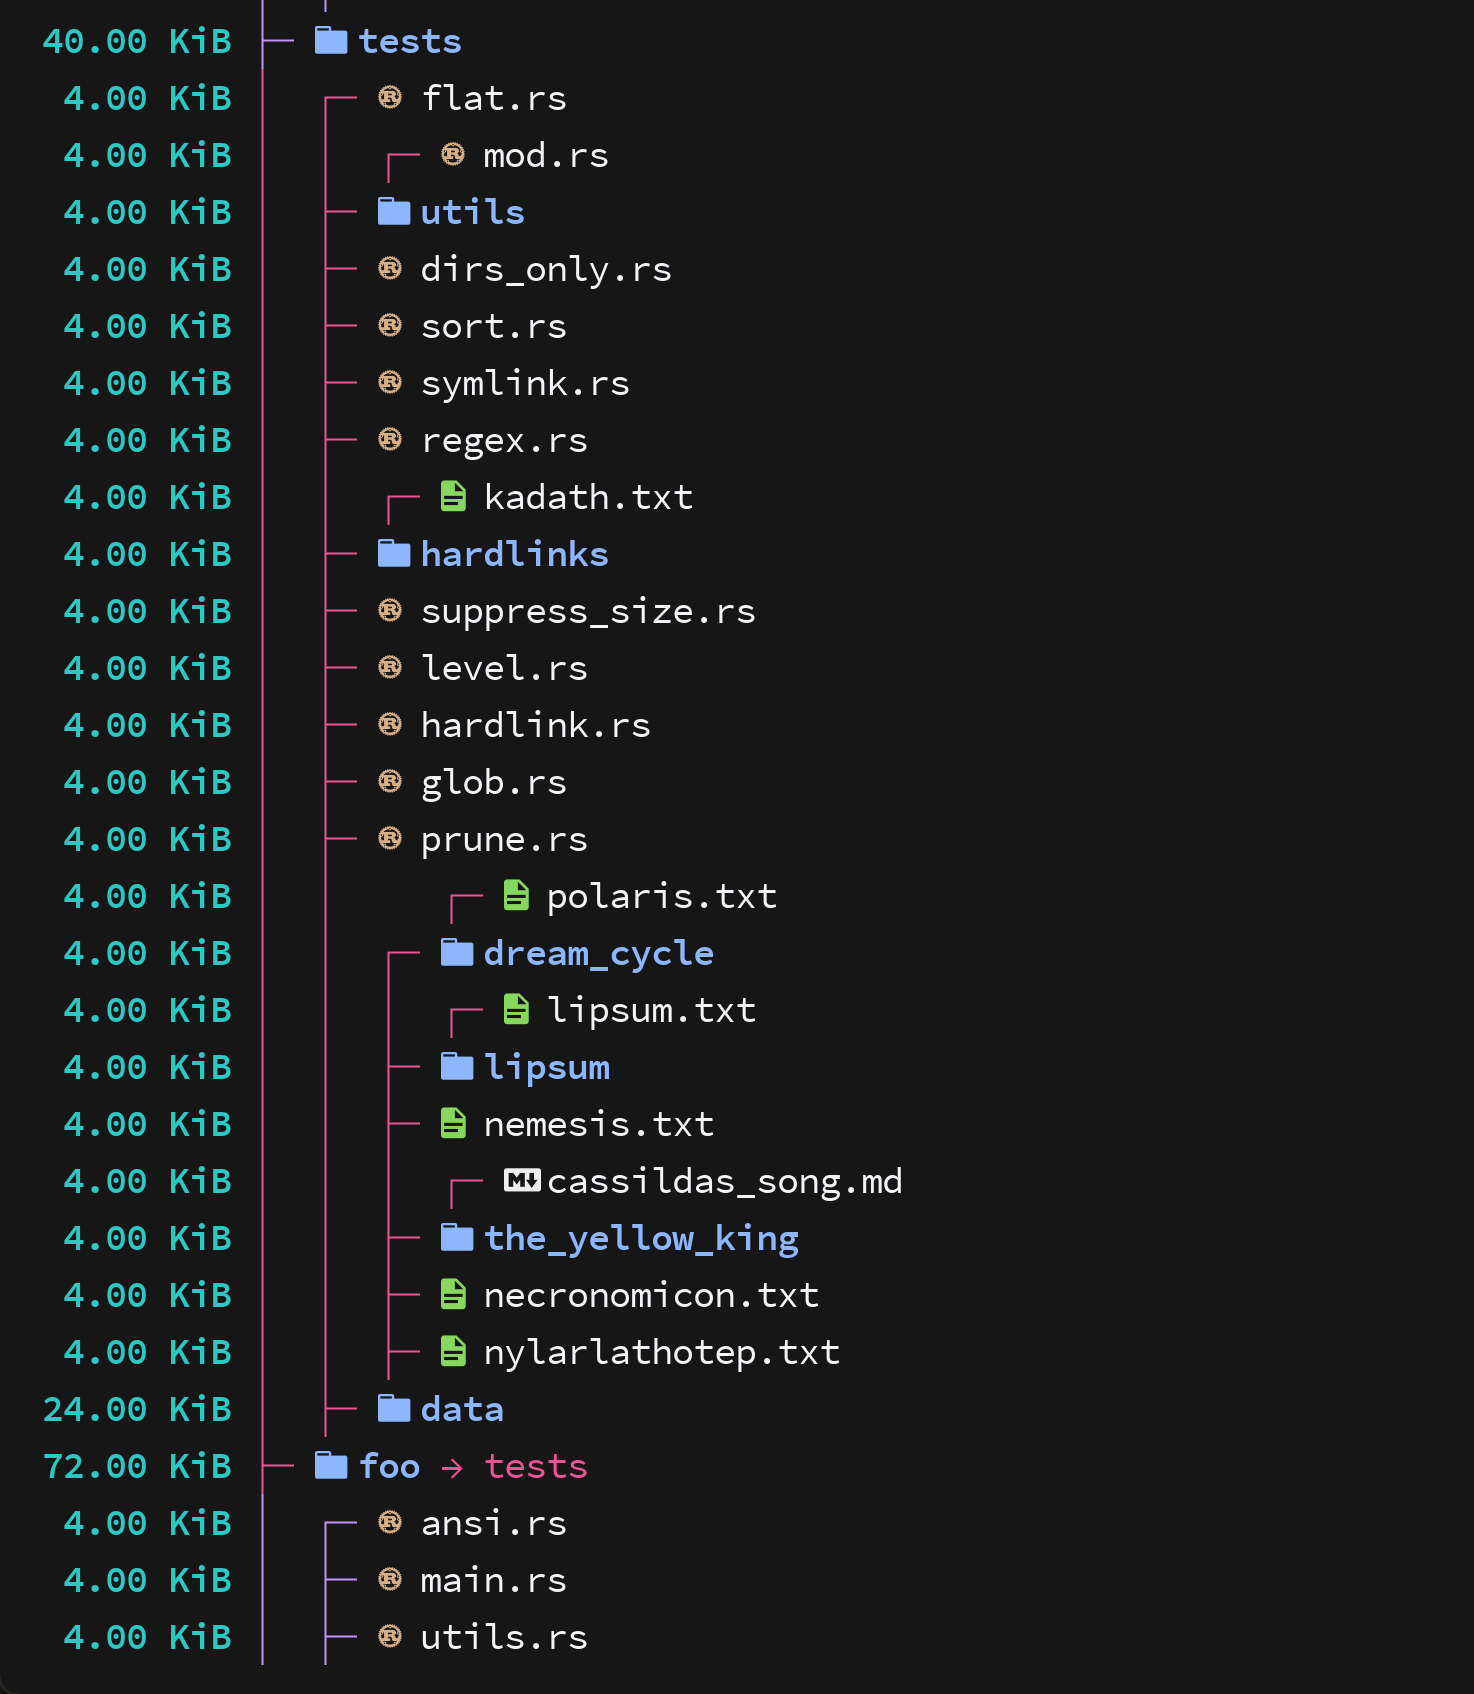 40.00 KiB tests
4.00 KiB flat.rs
4.00 KiB mod.rs
4.00 KiB utils
4.00 KiB dirs_only.rs
4.00 KiB sort.rs
4.00 KiB symlink.rs
4.00 KiB regex.rs
4.00 KiB kadath.txt
4.00 KiB hardlinks
4.00 KiB suppress_size.rs
4.00 KiB level.rs
4.00 KiB hardlink.rs
4.00 KiB glob.rs
4.00 KiB prune.rs
4.00 KiB polaris.txt
4.00 KiB dream_cycle
4.00 KiB lipsum.txt
4.00 KiB lipsum
4.00 KiB nemesis.txt
4.00 KiB cassildas_song.md
4.00 KiB the_yellow_king
4.00 KiB necronomicon.txt
4.00 KiB nylarlathotep.txt
24.00 KiB data
72.00 KiB foo → tests
4.00 KiB ansi.rs
4.00 KiB main.rs
4.00 KiB utils.rs